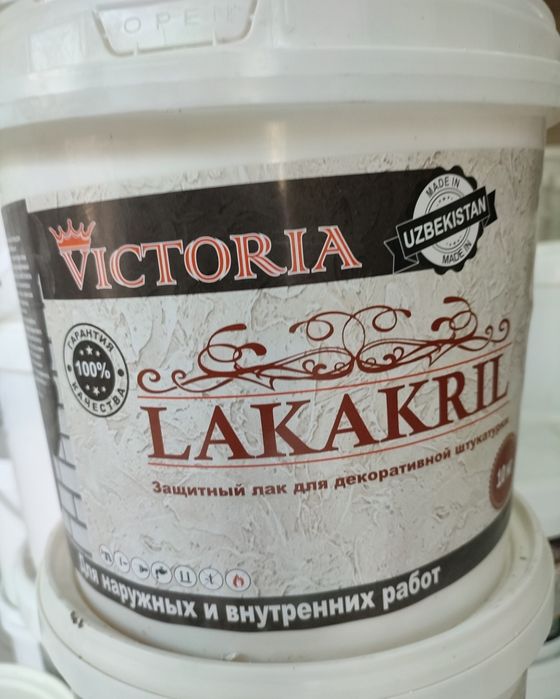 OPEN
VICTORIA
MADE IN
UZBEKISTAN
MADE IN
ГАРАНТИЯ
100%
КАЧЕСТВА
LAKAKRIL
Защитный лак для декоративной штукатурки
Для наружных и внутренних работ